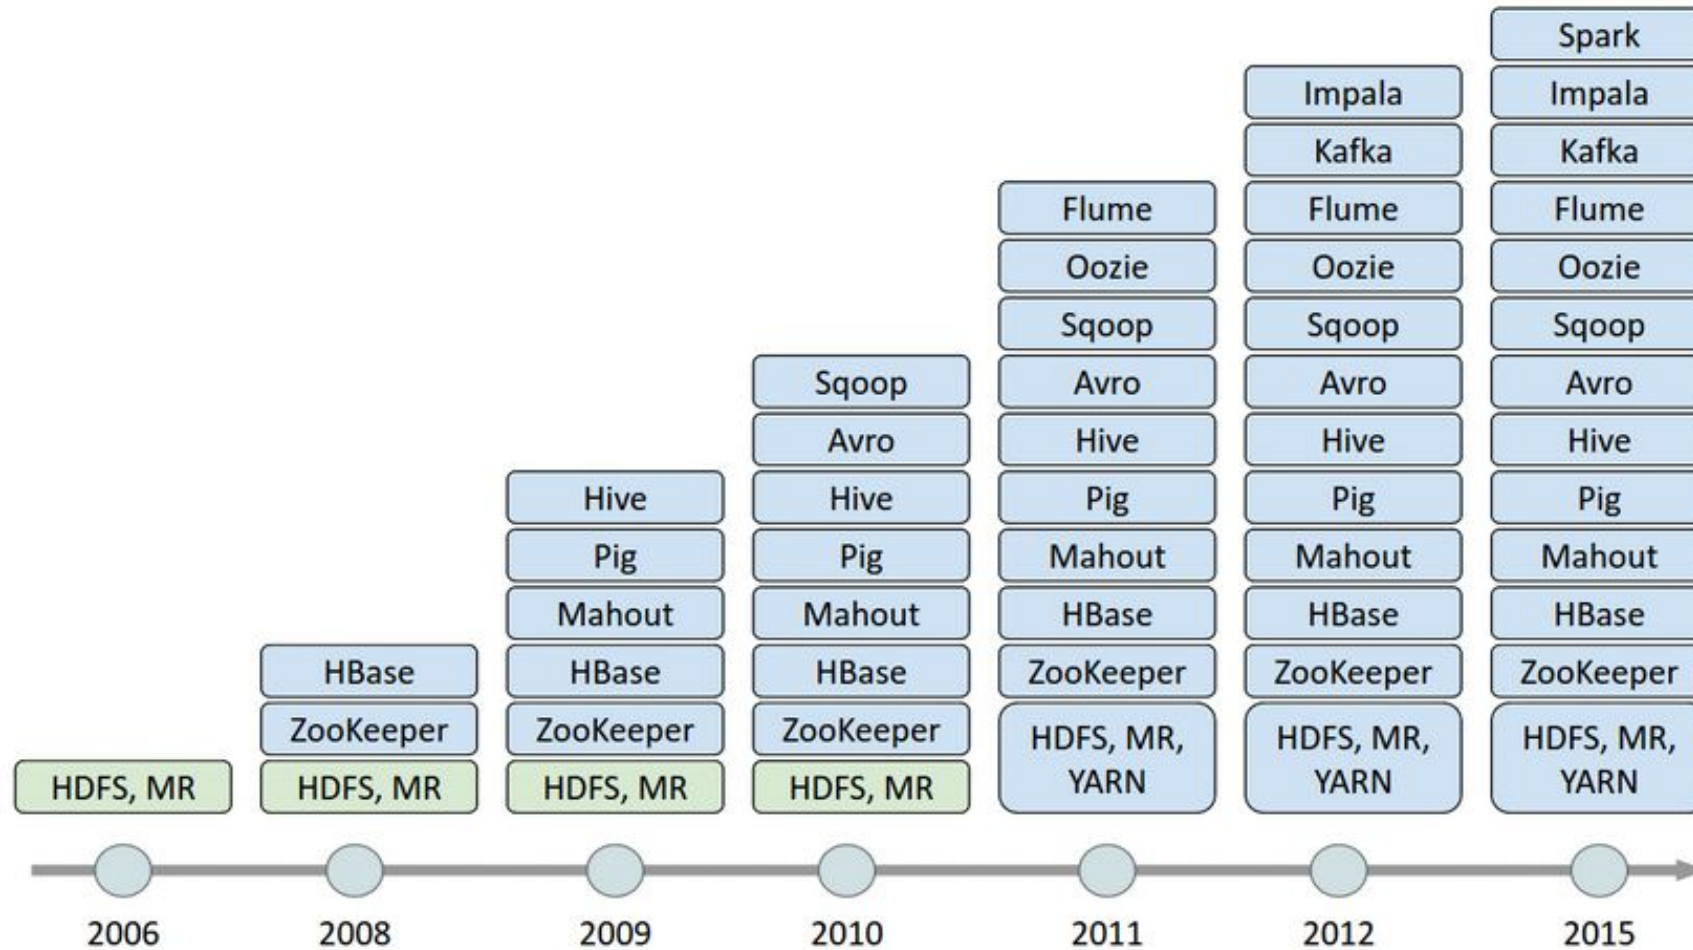 Spark
Impala
Impala
Kafka
Kafka
Flume
Flume
Flume
Oozie
Oozie
Oozie
Sqoop
Sqoop
Sqoop
Sqoop
Avro
Avro
Avro
Avro
Hive
Hive
Hive
Hive
Hive
Pig
Pig
Pig
Pig
Pig
Mahout
Mahout
Mahout
Mahout
Mahout
HBase
HBase
HBase
HBase
HBase
HBase
ZooKeeper
ZooKeeper
ZooKeeper
ZooKeeper
ZooKeeper
ZooKeeper
HDFS, MR
HDFS, MR
HDFS, MR
HDFS, MR
HDFS, MR,
YARN
HDFS, MR,
YARN
HDFS, MR,
YARN
2006
2008
2009
2010
2011
2012
2015